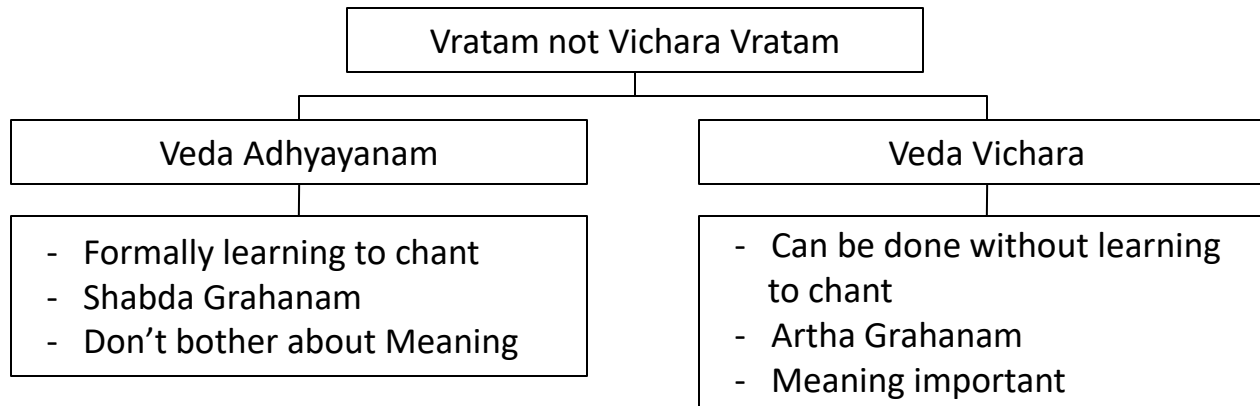 Vratam not Vichara Vratam
Veda Adhyayanam
- Formally learning to chant
- Shabda Grahanam
- Don’t bother about Meaning
Veda Vichara
- Can be done without learning
to chant
- Artha Grahanam
- Meaning important